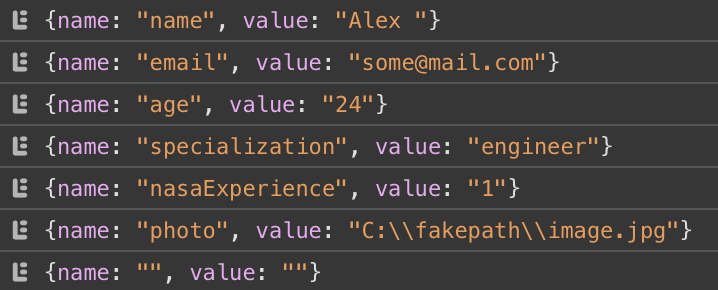 {name: "name", value: "Alex "}
{name: "email", value: "some@mail.com"}
{name: "age", value: "24"}
{name: "specialization", value: "engineer"}
{name: "nasaExperience", value: "1"}
{name: "photo", value: "C:\\fakepath\\image.jpg"}
{name: "", value: ""}